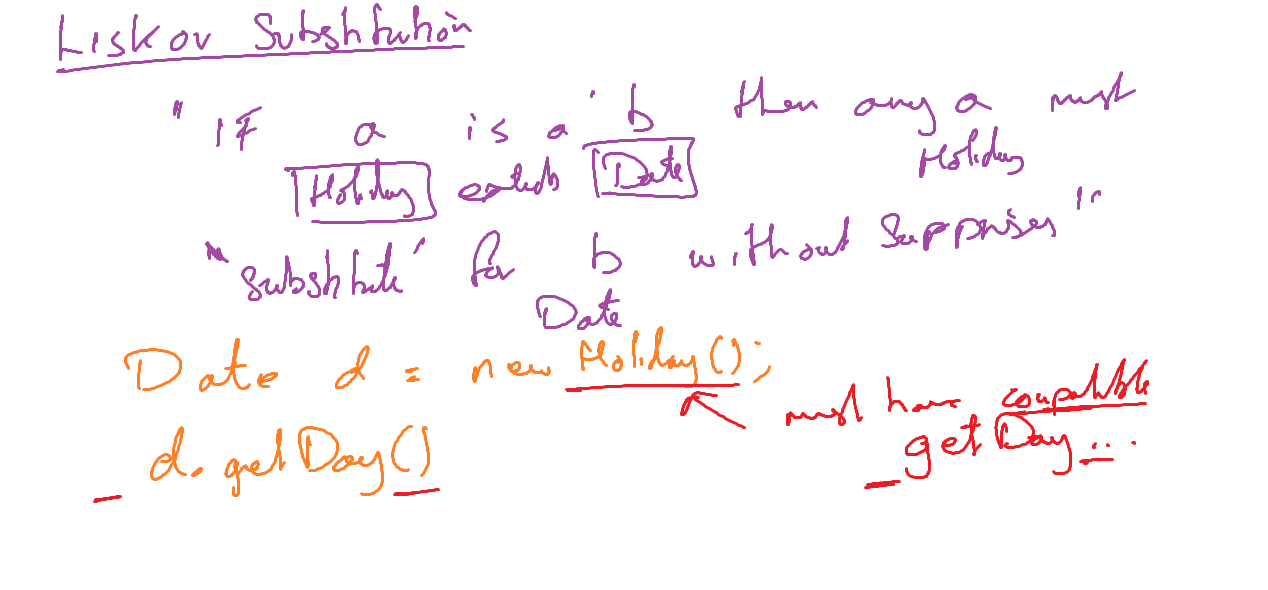 Liskov Substitution
"IF a is a b then any a must
Holiday extends Date Holiday
"substitute" for b without Surprises"
Date
Date d = new Holiday();
must have compatible
d.getDay() getDay...